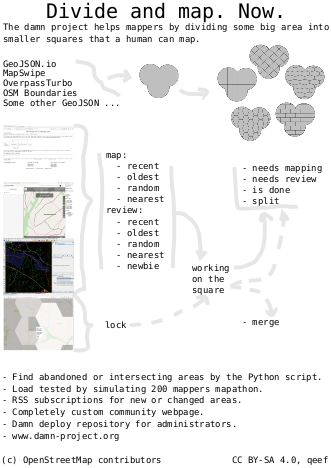 Divide and map. Now.
The damn project helps mappers by dividing some big area into
smaller squares that a human can map.
GeoJSON.io
MapSwipe
OverpassTurbo
OSM Boundaries
Some other GeoJSON ...
map:
- recent
- oldest
- random
- nearest
review:
- recent
- oldest
- random
- nearest
- newbie
lock
working
on the
square
- needs mapping
- needs review
- is done
- split
- merge
- Find abandoned or intersecting areas by the Python script.
- Load tested by simulating 200 mappers mapathon.
- RSS subscriptions for new or changed areas.
- Completely custom community webpage.
- Damn deploy repository for administrators.
- www.damn-project.org
(c) OpenStreetMap contributors
CC BY-SA 4.0, qeef